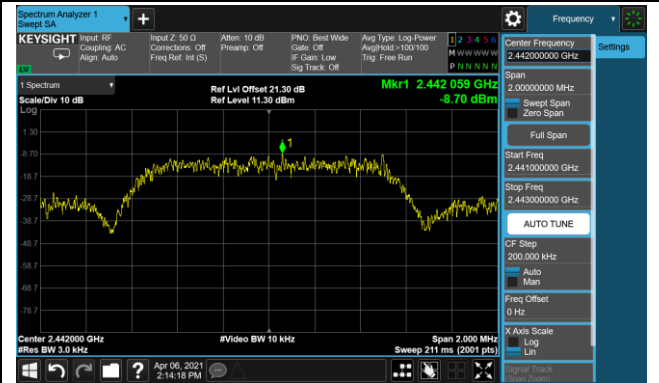 Spectrum Analyzer 1
Swept SA
+
Frequency
KEYSIGHT
Input: RF
Coupling: AC
Align: Auto
Input Z: 50 Ω
Corrections: Off
Freq Ref: Int (S)
Atten: 10 dB
Preamp: Off
PNO: Best Wide
Gate: Off
IF Gain: Low
Sig Track: Off
Avg Type: Log-Power
Avg|Hold:>100/100
Trig: Free Run
1 2 3 4 5 6
M W W W W W
P N N N N N
1 Spectrum
Scale/Div 10 dB
Log
Ref Lvl Offset 21.30 dB
Ref Level 11.30 dBm
Mkr1 2.442 059 GHz
-8.70 dBm
1
1.30
-8.70
-18.7
-28.7
-38.7
-48.7
-58.7
-68.7
-78.7
Center 2.442000 GHz
#Res BW 3.0 kHz
#Video BW 10 kHz
Span 2.000 MHz
Sweep 211 ms (2001 pts)
Apr 06, 2021
2:14:18 PM
Center Frequency
2.442000000 GHz
Settings
Span
2.00000000 MHz
Swept Span
Zero Span
Full Span
Start Freq
2.441000000 GHz
Stop Freq
2.443000000 GHz
AUTO TUNE
CF Step
200.000 kHz
Auto
Man
Freq Offset
0 Hz
X Axis Scale
Log
Lin
Signal Track
(Span Zoom)